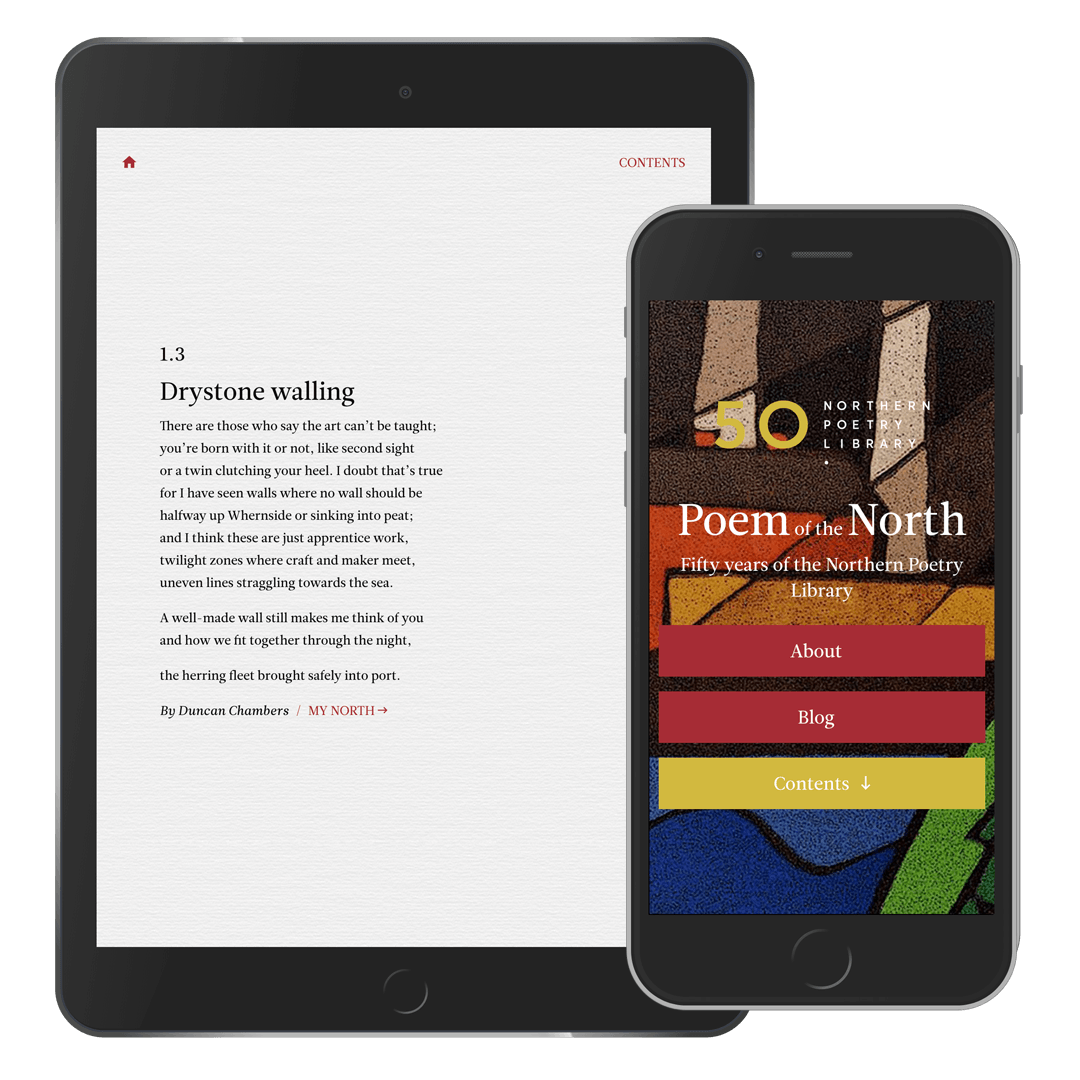 CONTENTS
1.3
Drystone walling
There are those who say the art can’t be taught;
you’re born with it or not, like second sight
or a twin clutching your heel. I doubt that’s true
for I have seen walls where no wall should be
halfway up Whernside or sinking into peat;
and I think these are just apprentice work,
twilight zones where craft and maker meet,
uneven lines straggling towards the sea.
A well-made wall still makes me think of you
and how we fit together through the night,
the herring fleet brought safely into port.
By Duncan Chambers / MY NORTH →
50 NORTHERN
POETRY
LIBRARY
Poem of the North
Fifty years of the Northern Poetry
Library
About
Blog
Contents ↓